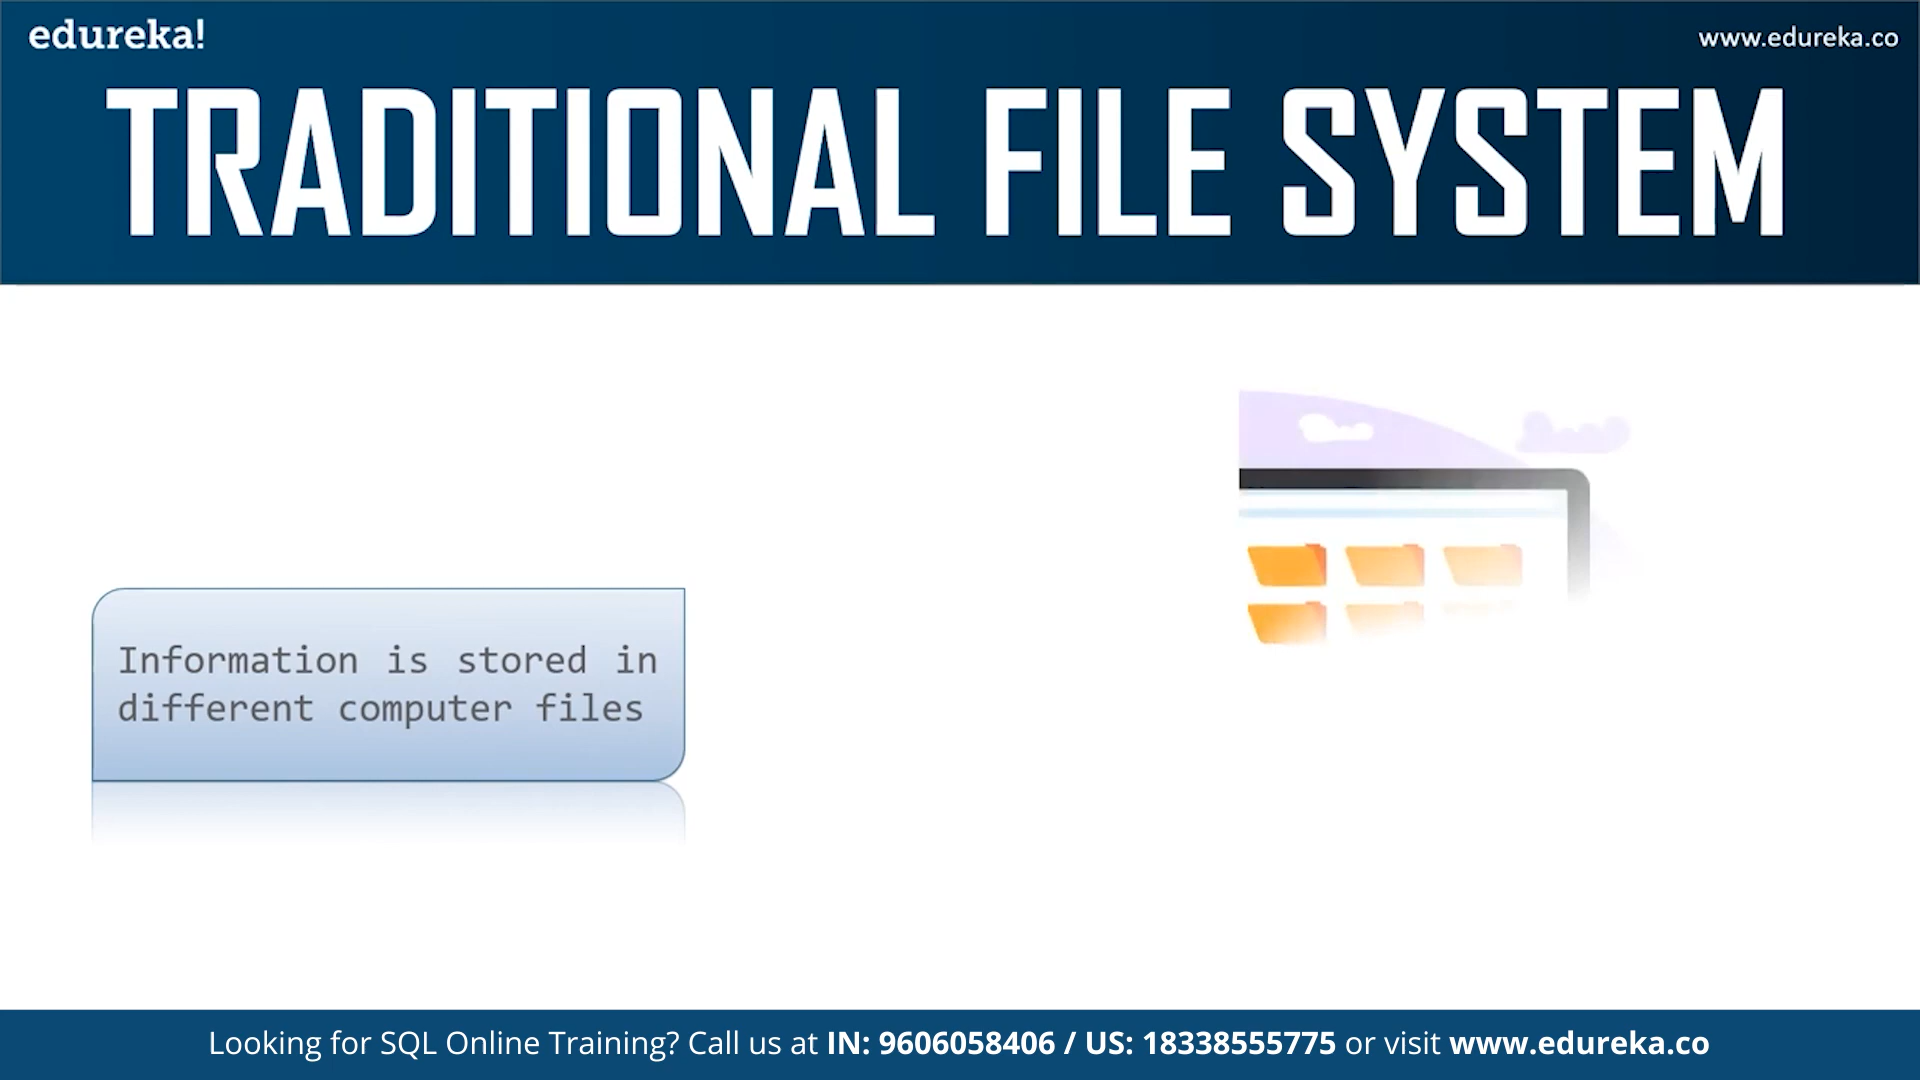 edureka!
www.edureka.co
TRADITIONAL FILE SYSTEM
Information is stored in
different computer files
Looking for SQL Online Training? Call us at IN: 9606058406 / US: 18338555775 or visit www.edureka.co